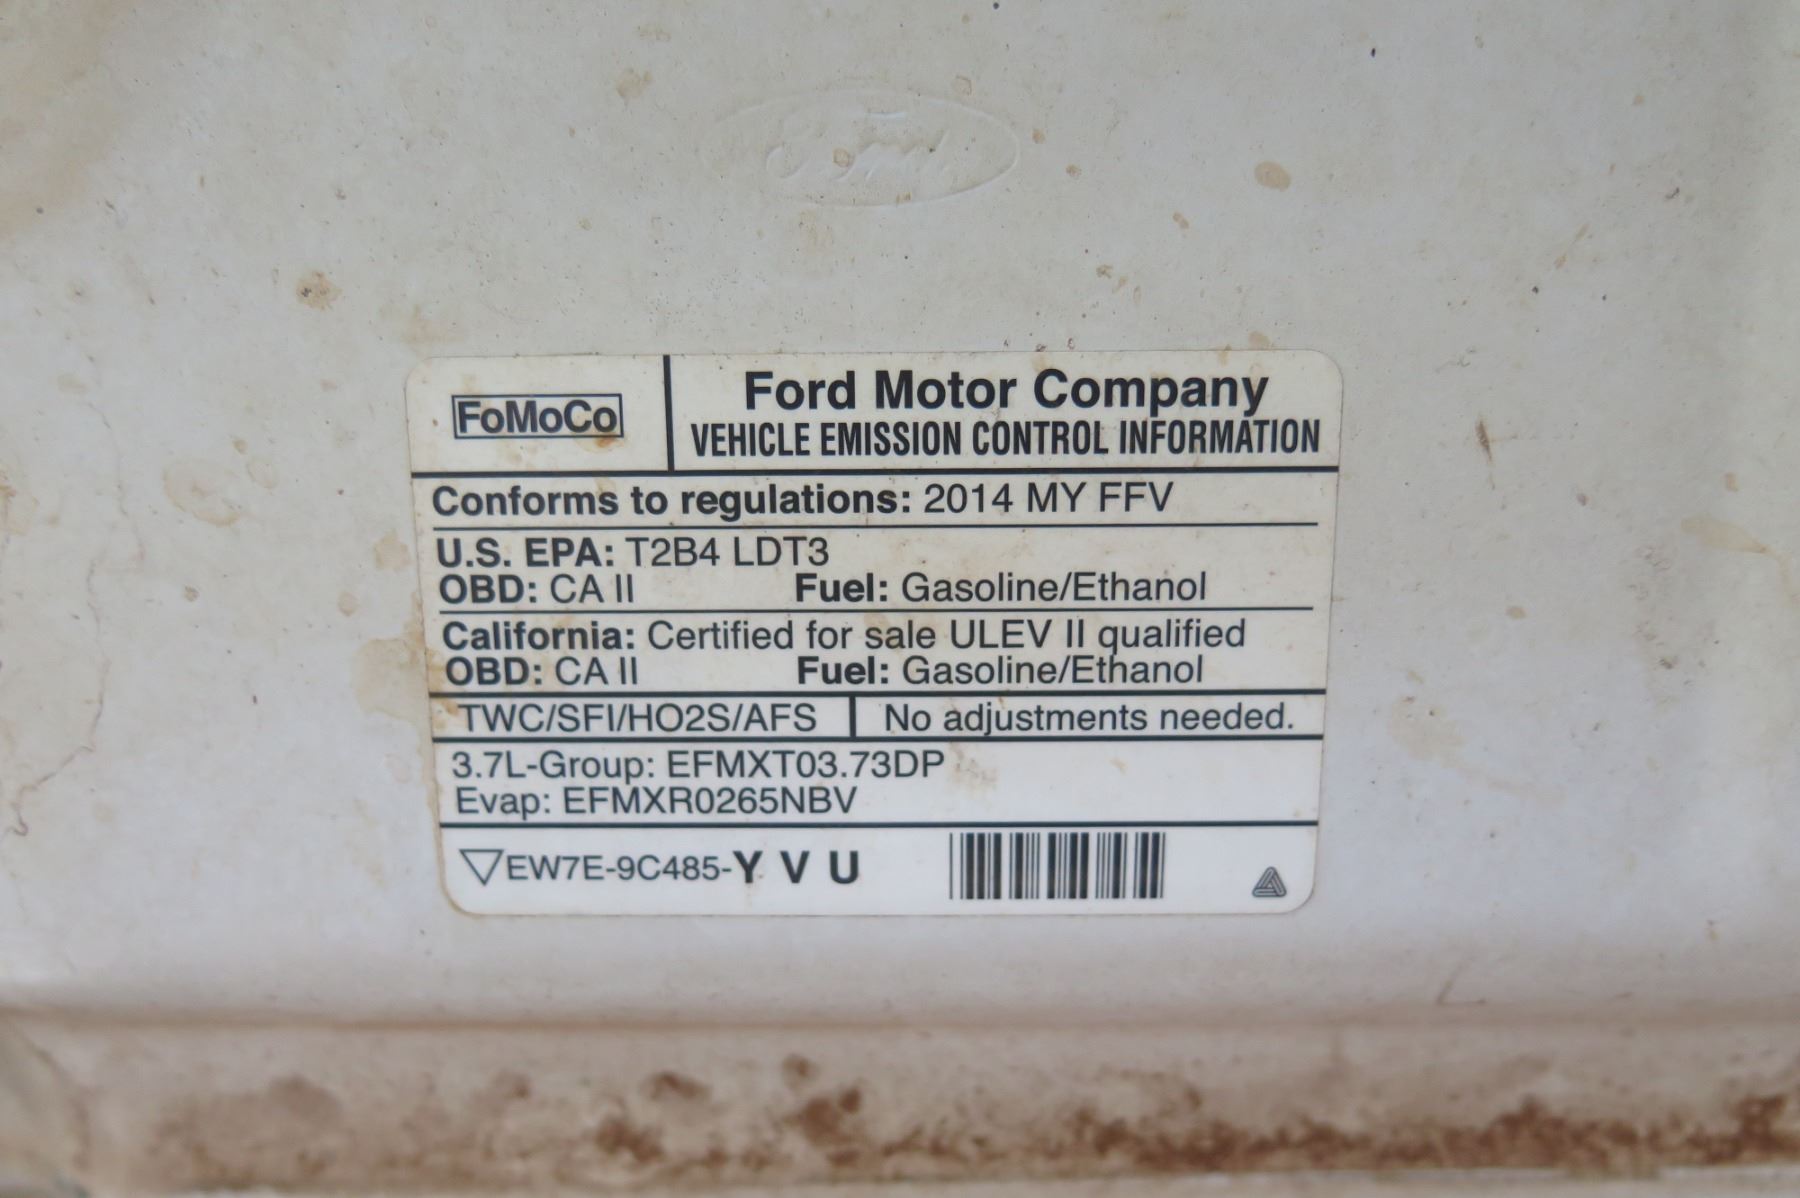 Ford
FoMoCo
Ford Motor Company
VEHICLE EMISSION CONTROL INFORMATION
Conforms to regulations: 2014 MY FFV
U.S. EPA: T2B4 LDT3
OBD: CA II Fuel: Gasoline/Ethanol
California: Certified for sale ULEV II qualified
OBD: CA II Fuel: Gasoline/Ethanol
TWC/SFI/HO2S/AFS No adjustments needed.
3.7L-Group: EFMXT03.73DP
Evap: EFMXR0265NBV
EW7E-9C485-Y V U